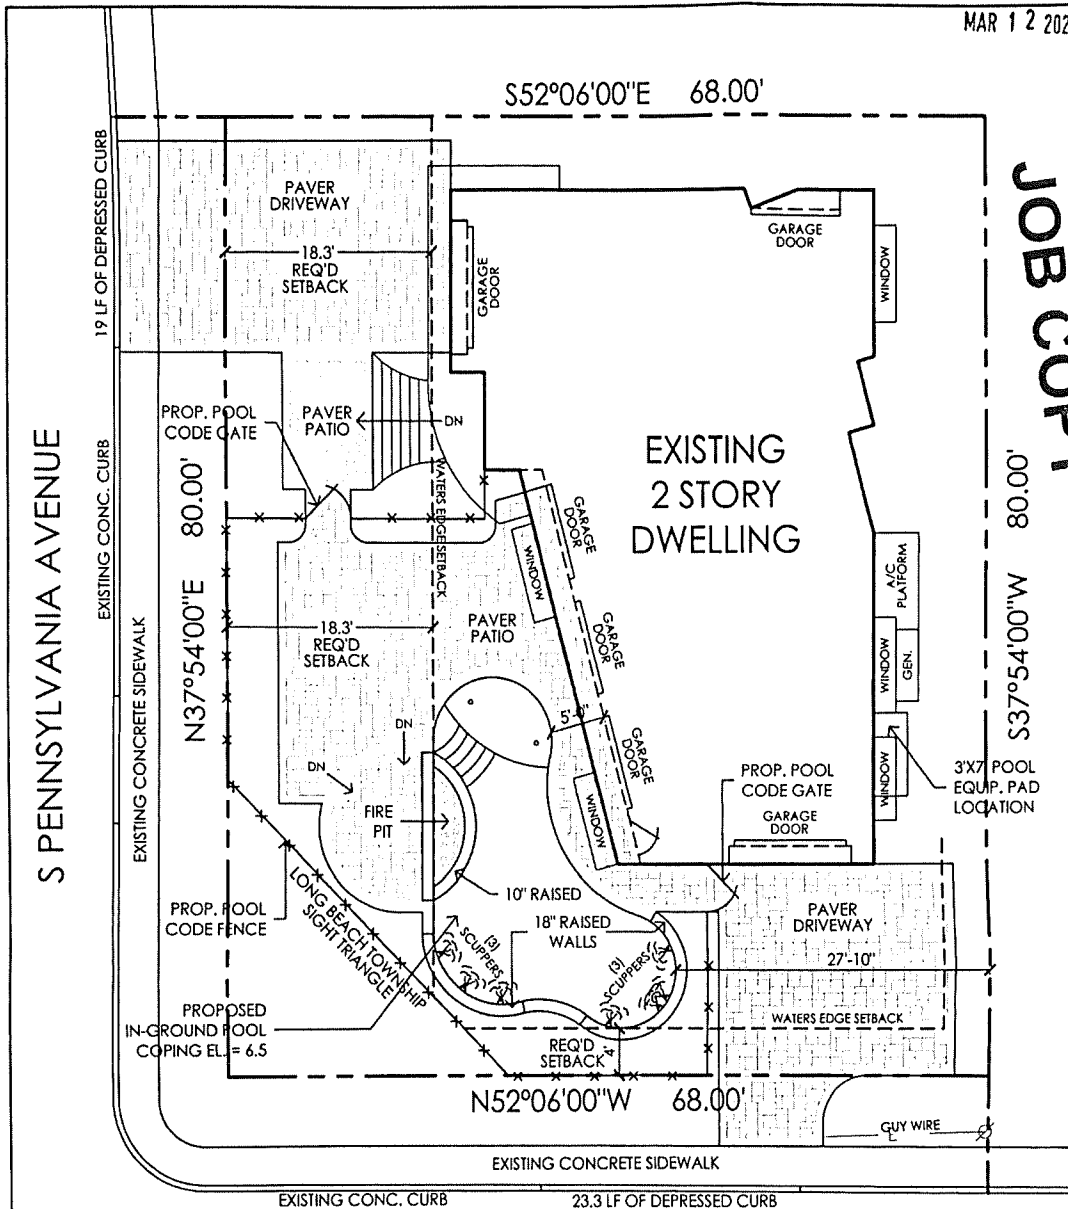 MAR 1 2 202
S52°06'00"E 68.00'
JOB COPY
19 LF OF DEPRESSED CURB
PAVER
DRIVEWAY
18.3'
REQ'D
SETBACK
GARAGE
DOOR
GARAGE
DOOR
WINDOW
PROP. POOL
CODE GATE
PAVER
PATIO
DN
WATERS EDGE SETBACK
EXISTING
2 STORY
DWELLING
S PENNSYLVANIA AVENUE
EXISTING CONC. CURB
EXISTING CONCRETE SIDEWALK
N37°54'00"E 80.00'
S37°54'00"W 80.00'
GARAGE
DOOR
WINDOW
A/C
PLATFORM
18.3'
REQ'D
SETBACK
PAVER
PATIO
GARAGE
DOOR
WINDOW
GEN.
5'-0"
GARAGE
DOOR
DN
DN
FIRE
PIT
WINDOW
PROP. POOL
CODE GATE
GARAGE
DOOR
WINDOW
3'X7' POOL
EQUIP. PAD
LOCATION
10" RAISED
18" RAISED
WALLS
PROP. POOL
CODE FENCE
LONG BEACH TOWNSHIP
SIGHT TRIANGLE
(3)
SCUPPERS
(3)
SCUPPERS
PAVER
DRIVEWAY
27'-10"
PROPOSED
IN-GROUND POOL
COPING EL. = 6.5
WATERS EDGE SETBACK
REQ'D
SETBACK
4'
N52°06'00"W 68.00'
GUY WIRE
EXISTING CONCRETE SIDEWALK
EXISTING CONC. CURB
23.3 LF OF DEPRESSED CURB